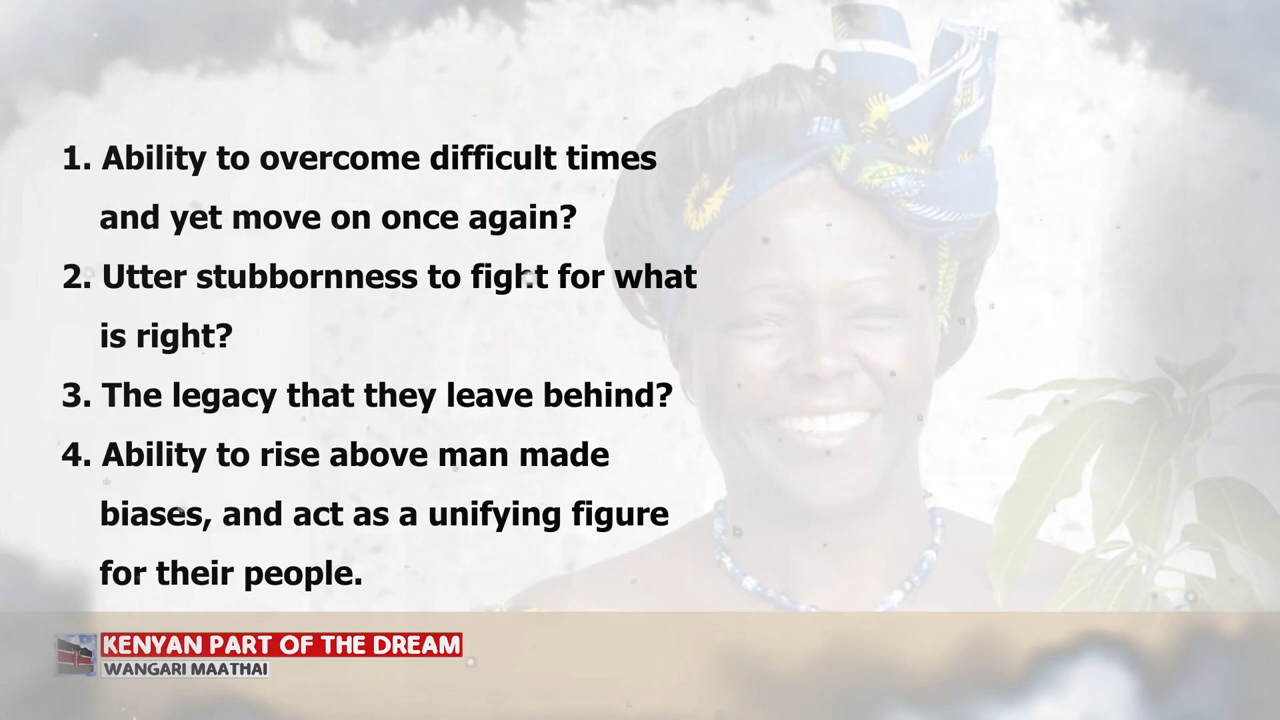 1. Ability to overcome difficult times
and yet move on once again?
2. Utter stubbornness to fight for what
is right?
3. The legacy that they leave behind?
4. Ability to rise above man made
biases, and act as a unifying figure
for their people.
KENYAN PART OF THE DREAM
WANGARI MAATHAI